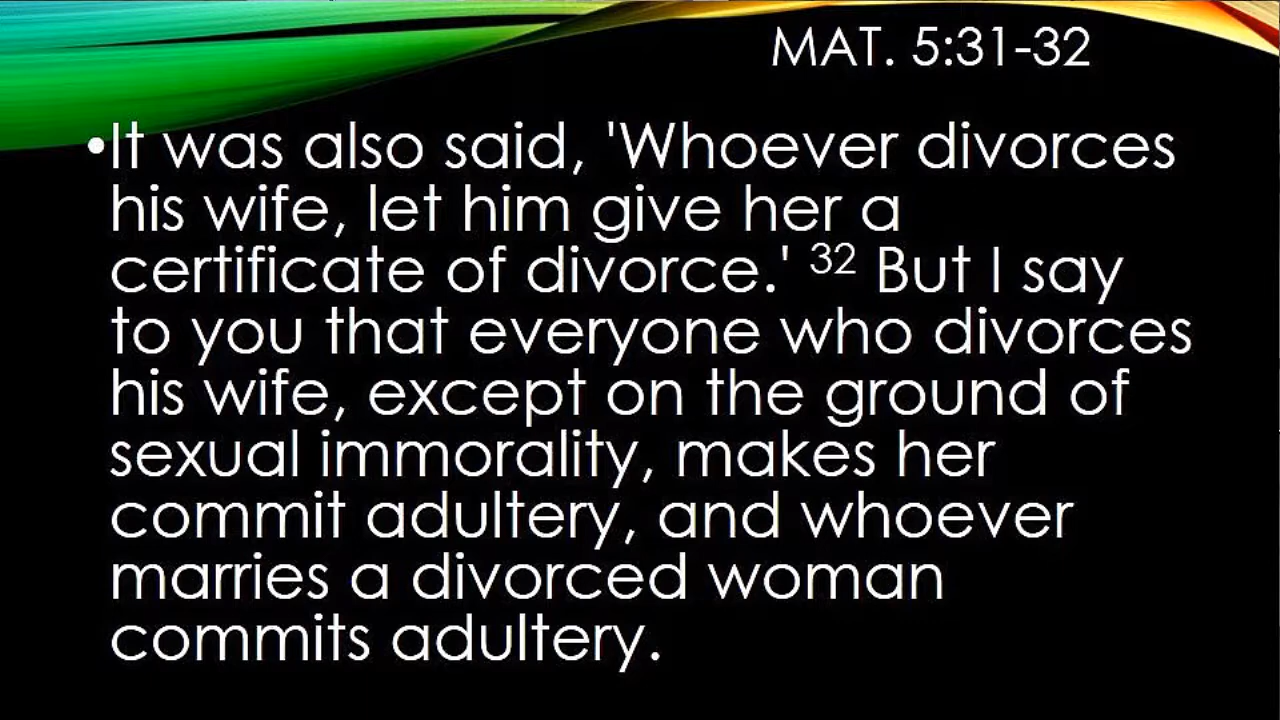 MAT. 5:31-32
•It was also said, 'Whoever divorces
his wife, let him give her a
certificate of divorce.' 32 But I say
to you that everyone who divorces
his wife, except on the ground of
sexual immorality, makes her
commit adultery, and whoever
marries a divorced woman
commits adultery.